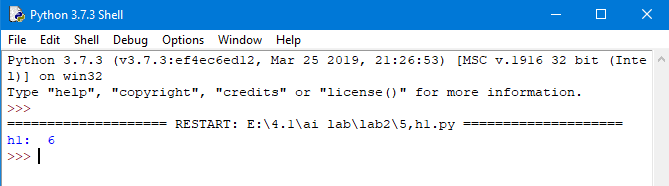 Python 3.7.3 Shell
File Edit Shell Debug Options Window Help
Python 3.7.3 (v3.7.3:ef4ec6ed12, Mar 25 2019, 21:26:53) [MSC v.1916 32 bit (Inte
l)] on win32
Type "help", "copyright", "credits" or "license()" for more information.
>>>
==================== RESTART: E:\4.1\ai lab\lab2\5,h1.py ====================
h1:  6
>>>